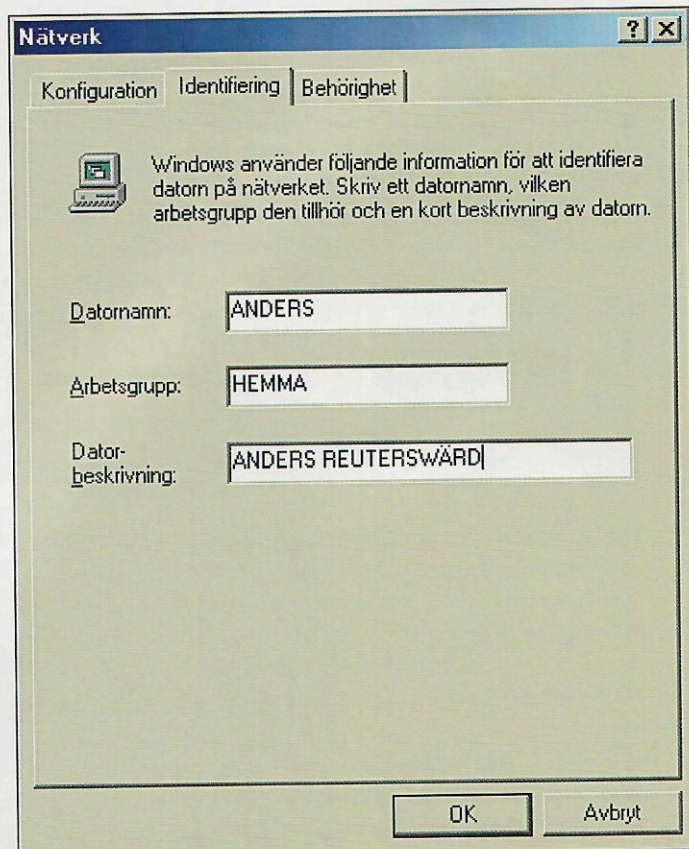 Nätverk
Konfiguration Identifiering Behörighet
Windows använder följande information för att identifiera
datorn på nätverket. Skriv ett datornamn, vilken
arbetsgrupp den tillhör och en kort beskrivning av datorn.
Datornamn: ANDERS
Arbetsgrupp: HEMMA
Dator-
beskrivning: ANDERS REUTERSWÄRD
OK Avbryt